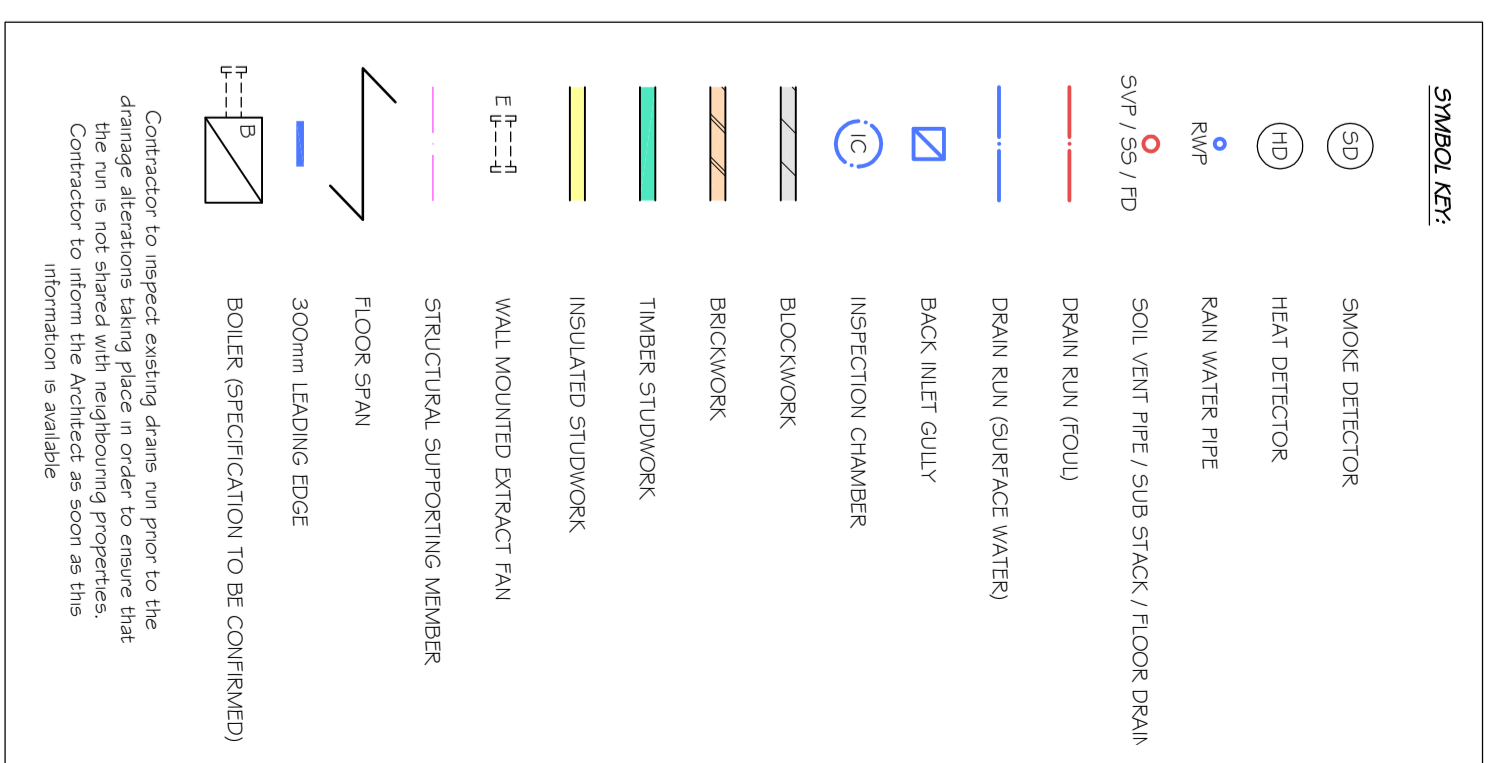 SYMBOL KEY:
SD SMOKE DETECTOR
HD HEAT DETECTOR
RWP RAIN WATER PIPE
SVP / SS / FD SOIL VENT PIPE / SUB STACK / FLOOR DRAIN
DRAIN RUN (FOUL)
DRAIN RUN (SURFACE WATER)
BACK INLET GULLY
IC INSPECTION CHAMBER
BLOCKWORK
BRICKWORK
TIMBER STUDWORK
INSULATED STUDWORK
E WALL MOUNTED EXTRACT FAN
STRUCTURAL SUPPORTING MEMBER
FLOOR SPAN
300mm LEADING EDGE
B BOILER (SPECIFICATION TO BE CONFIRMED)
Contractor to inspect existing drains run prior to the
drainage alterations taking place in order to ensure that
the run is not shared with neighbouring properties.
Contractor to inform the Architect as soon as this
information is available